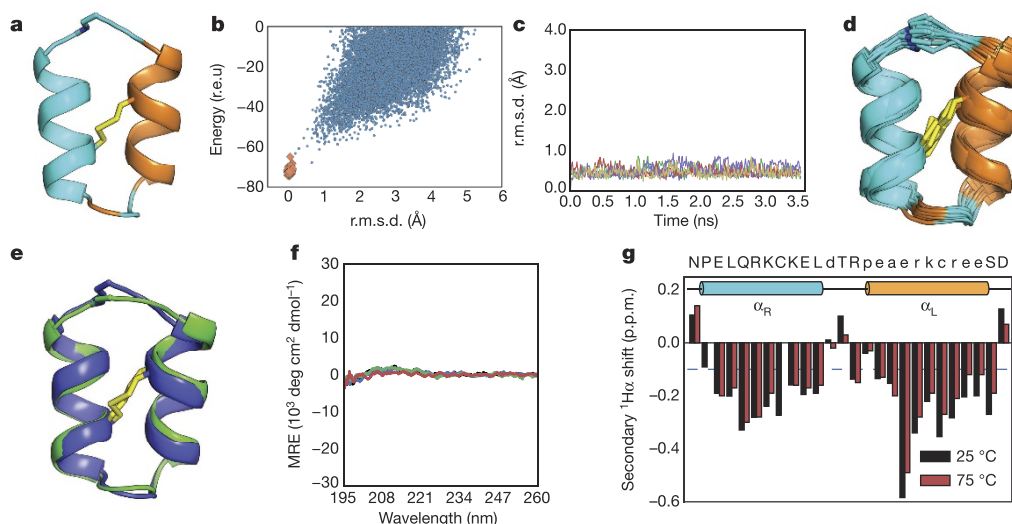 a
b
0
−20
−40
−60
−80
Energy (r.e.u)
0 1 2 3 4 5 6
r.m.s.d. (Å)
c
4.0
3.0
2.0
1.0
0.0
r.m.s.d. (Å)
0.0 0.5 1.0 1.5 2.0 2.5 3.0 3.5
Time (ns)
d
e
f
30
20
10
0
−10
−20
−30
MRE (10³ deg cm² dmol⁻¹)
195 208 221 234 247 260
Wavelength (nm)
g
NPELQRKCKELdTRpeaerkcreeSD
0.2
0.0
−0.2
−0.4
−0.6
Secondary ¹Hα shift (p.p.m.)
αR
αL
25 °C
75 °C